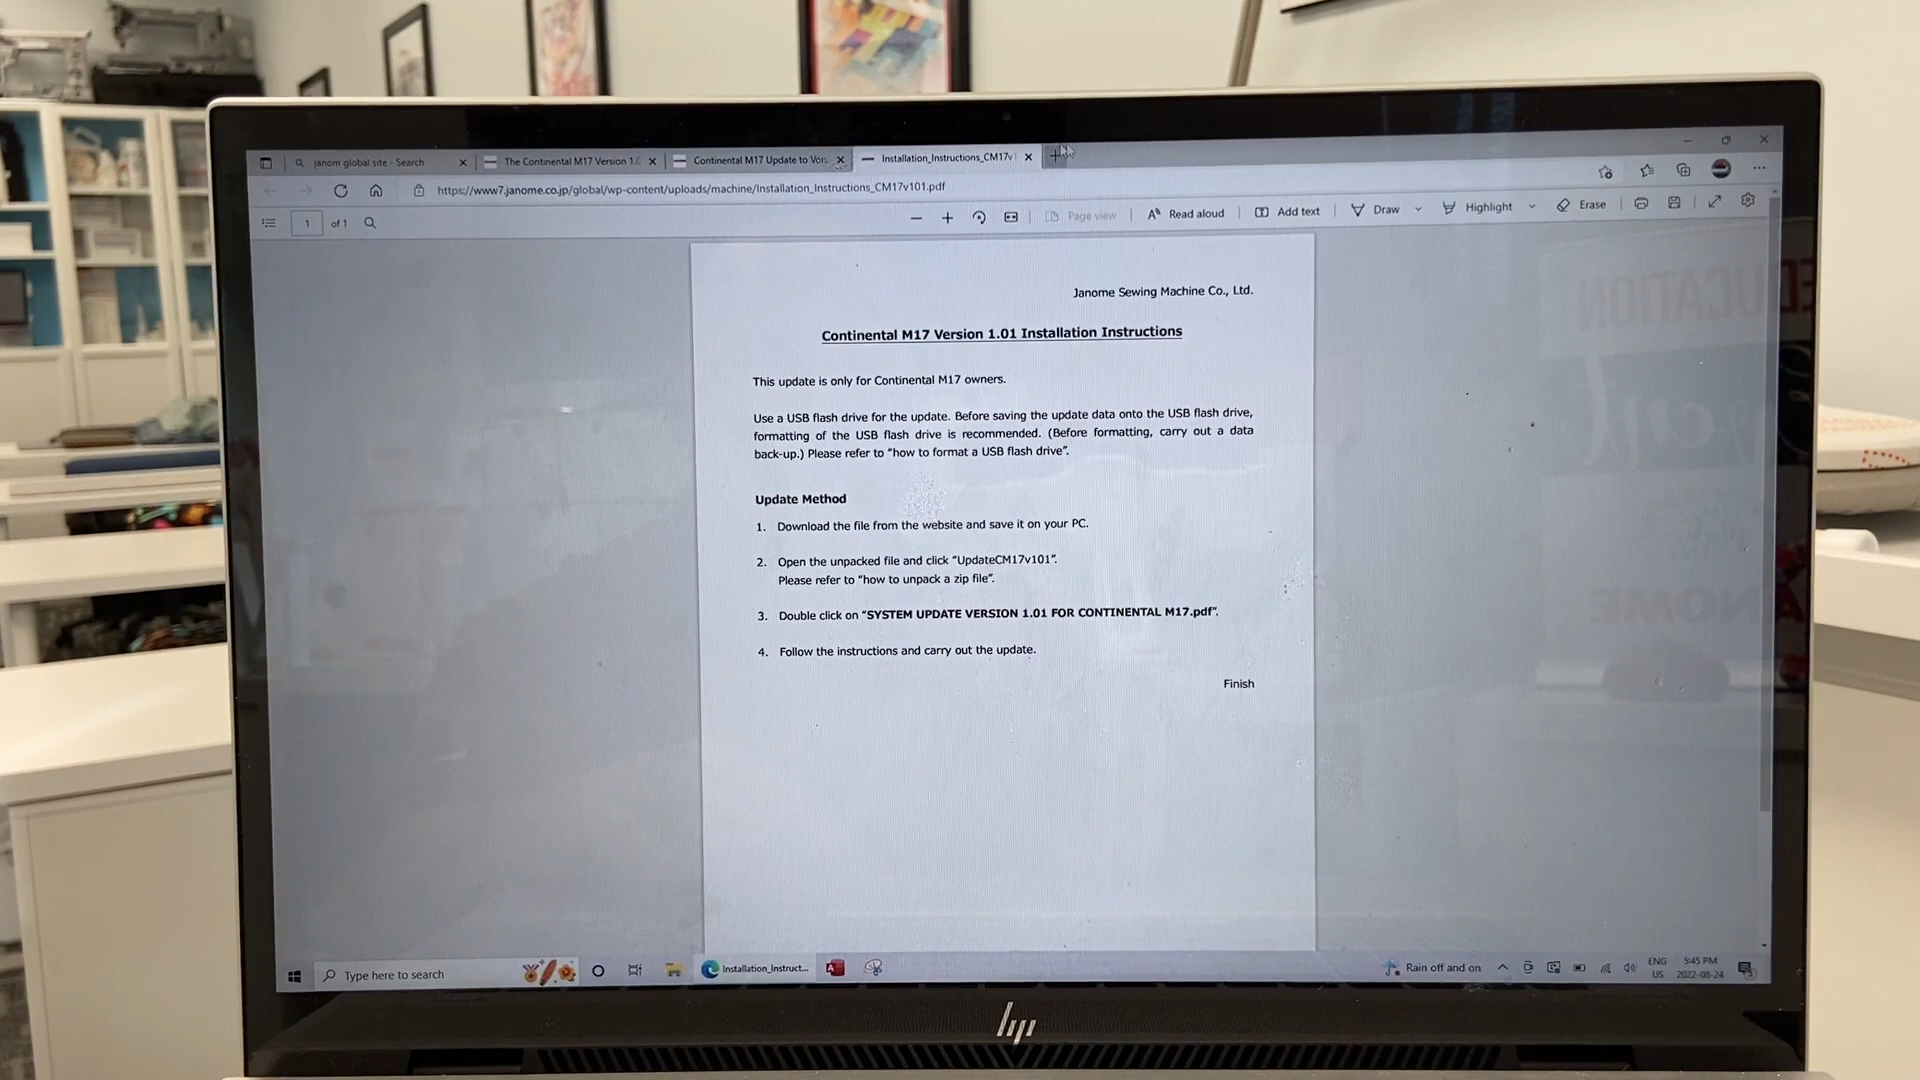 janom global site - Search
The Continental M17 Version 1.0
Continental M17 Update to Vers
Installation_Instructions_CM17v1
https://www7.janome.co.jp/global/wp-content/uploads/machine/Installation_Instructions_CM17v101.pdf
1 of 1
Page view
Read aloud
Add text
Draw
Highlight
Erase
Janome Sewing Machine Co., Ltd.
Continental M17 Version 1.01 Installation Instructions
This update is only for Continental M17 owners.
Use a USB flash drive for the update. Before saving the update data onto the USB flash drive,
formatting of the USB flash drive is recommended. (Before formatting, carry out a data
back-up.) Please refer to “how to format a USB flash drive”.
Update Method
1. Download the file from the website and save it on your PC.
2. Open the unpacked file and click “UpdateCM17v101”.
Please refer to “how to unpack a zip file”.
3. Double click on “SYSTEM UPDATE VERSION 1.01 FOR CONTINENTAL M17.pdf”.
4. Follow the instructions and carry out the update.
Finish
Type here to search
Installation_Instruct...
Rain off and on
ENG
US
5:45 PM
2022-08-24
hp